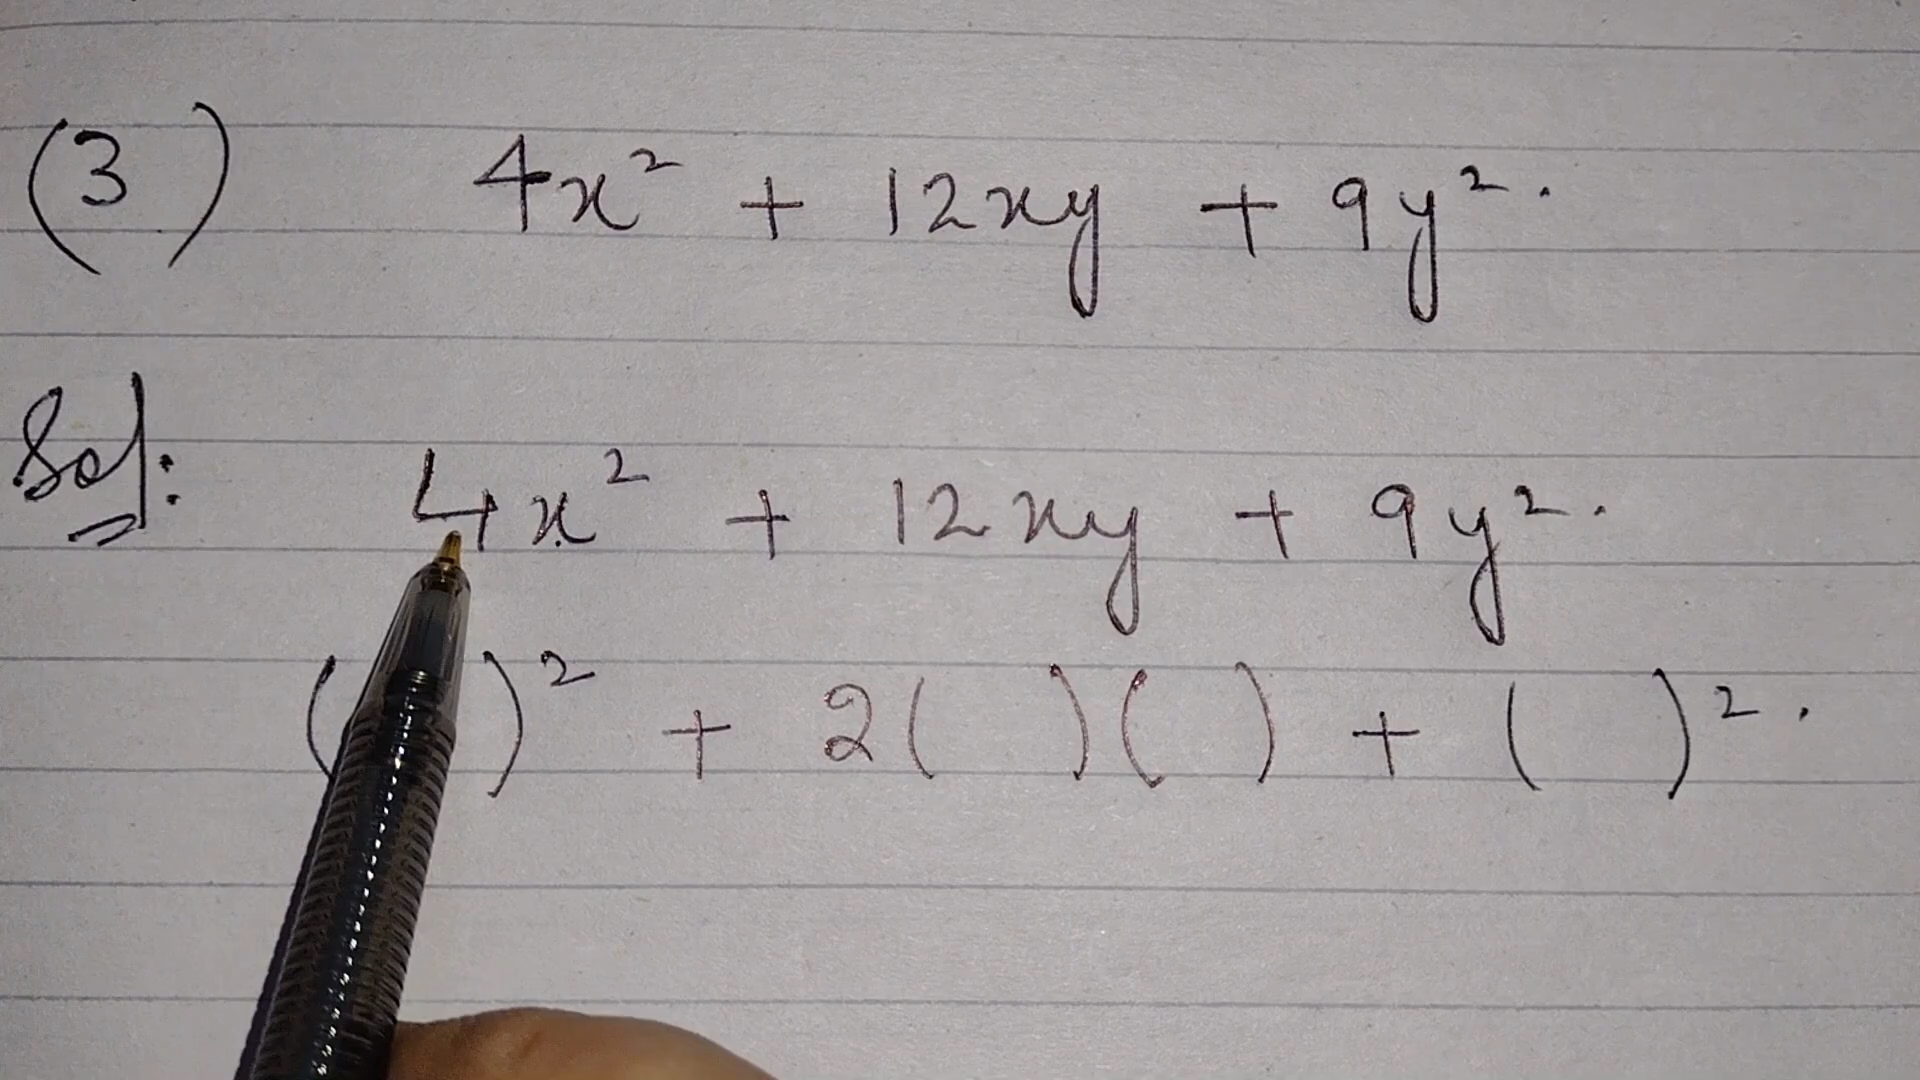 (3) 4x² + 12xy + 9y².
Sol: 4x² + 12xy + 9y².
( )² + 2( )( ) + ( )².